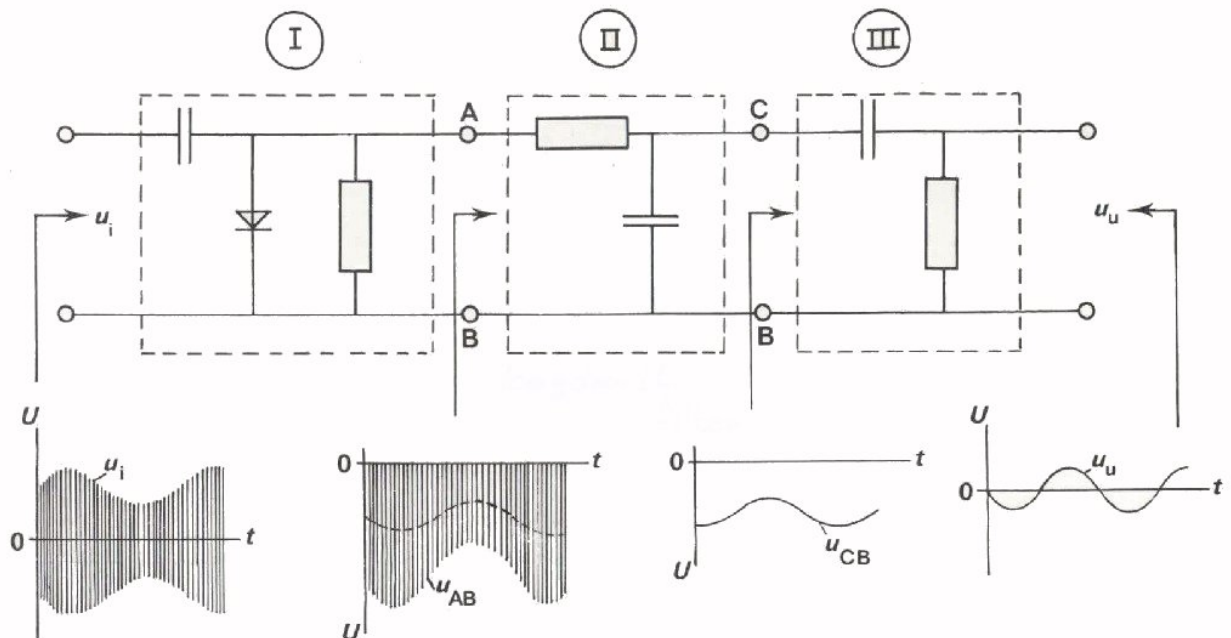 I II III
A C
u_i u_u
B B
U U
u_i 0 t 0 t u_u
0 t 0 t
u_AB u_CB
U U